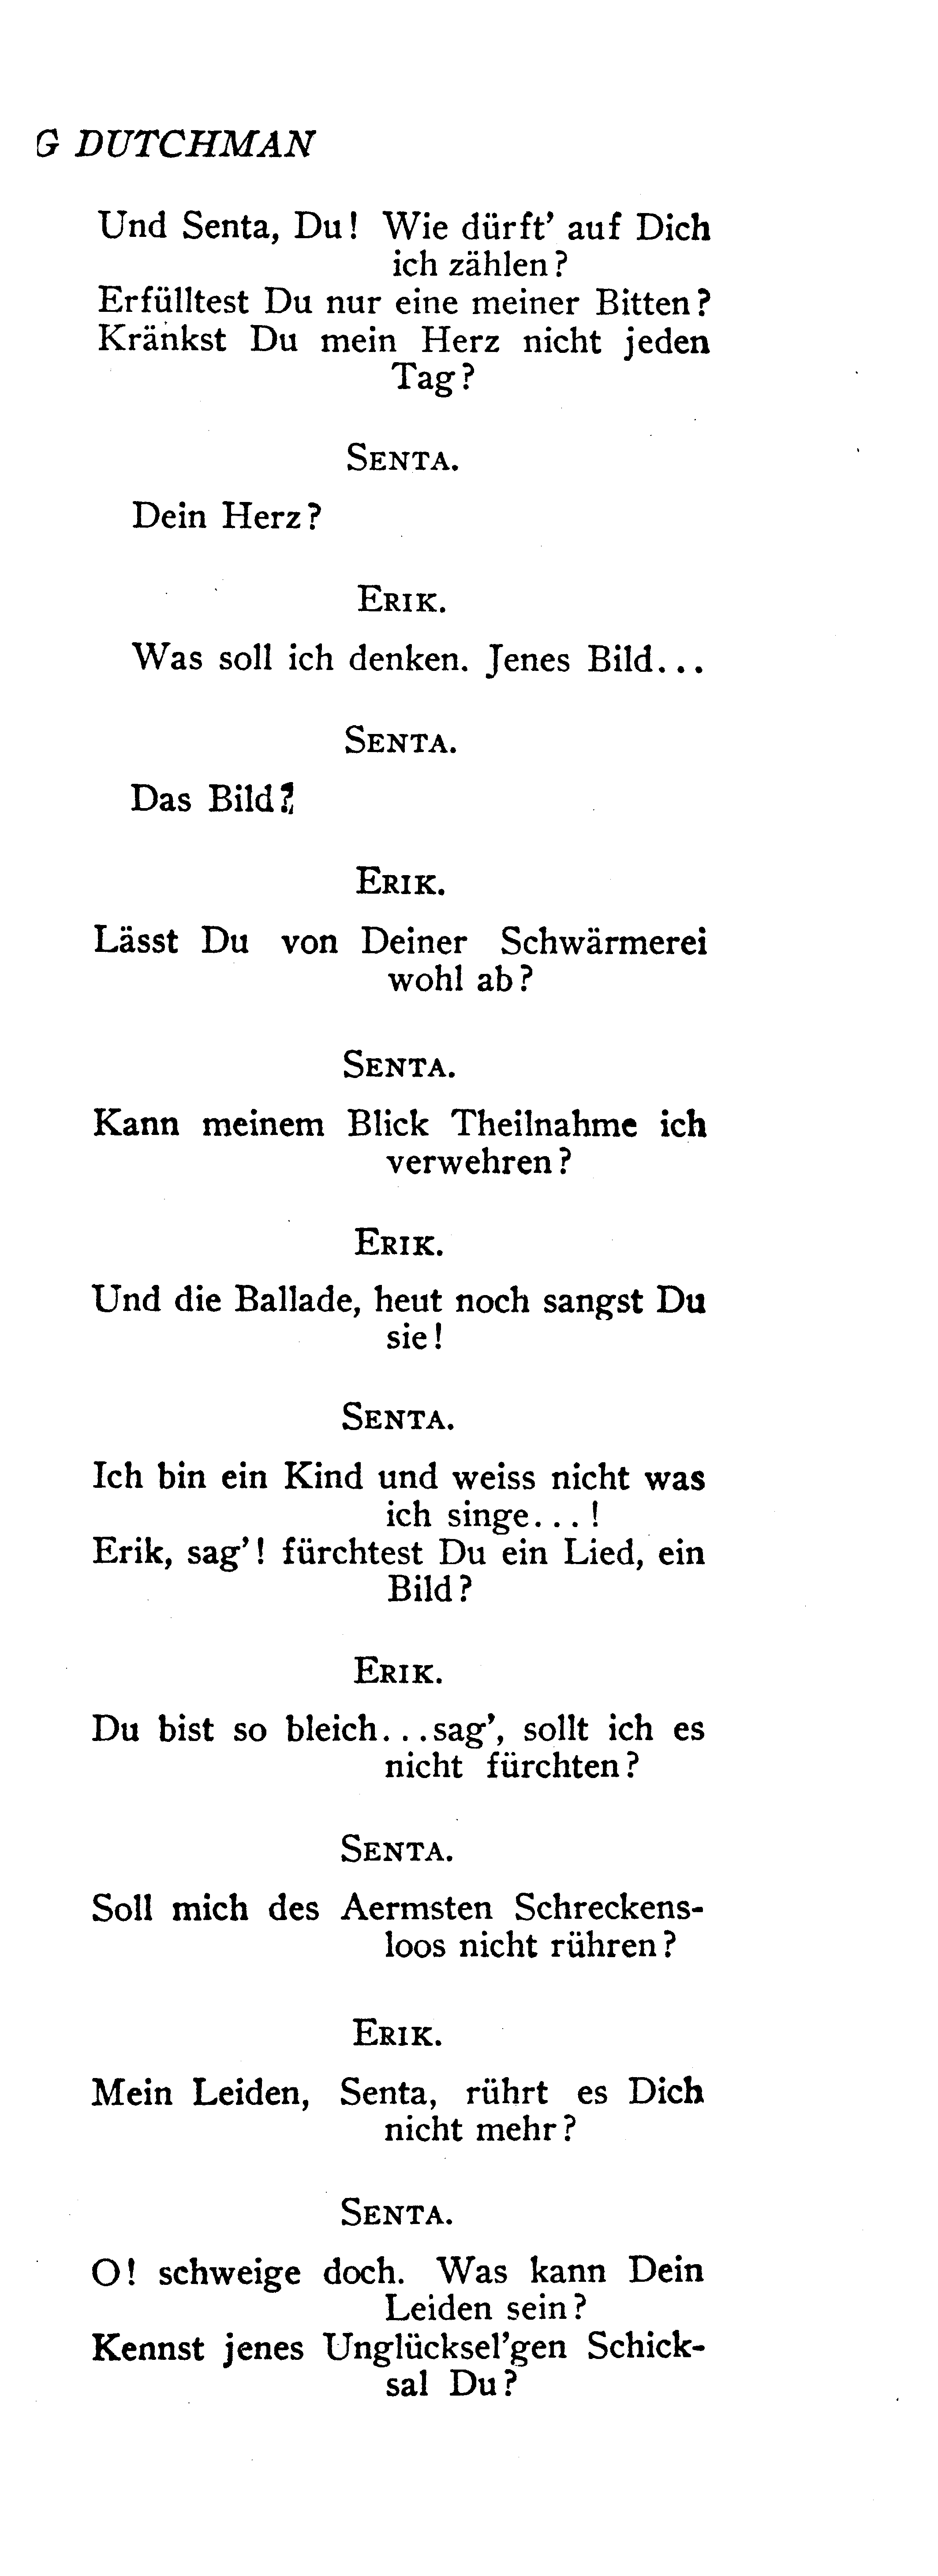 G DUTCHMAN
Und Senta, Du! Wie dürft' auf Dich
ich zählen?
Erfülltest Du nur eine meiner Bitten?
Kränkst Du mein Herz nicht jeden
Tag?
SENTA.
Dein Herz?
ERIK.
Was soll ich denken. Jenes Bild...
SENTA.
Das Bild?
ERIK.
Lässt Du von Deiner Schwärmerei
wohl ab?
SENTA.
Kann meinem Blick Theilnahme ich
verwehren?
ERIK.
Und die Ballade, heut noch sangst Du
sie!
SENTA.
Ich bin ein Kind und weiss nicht was
ich singe...!
Erik, sag'! fürchtest Du ein Lied, ein
Bild?
ERIK.
Du bist so bleich...sag', sollt ich es
nicht fürchten?
SENTA.
Soll mich des Aermsten Schreckens-
loos nicht rühren?
ERIK.
Mein Leiden, Senta, rührt es Dich
nicht mehr?
SENTA.
O! schweige doch. Was kann Dein
Leiden sein?
Kennst jenes Unglücksel'gen Schick-
sal Du?